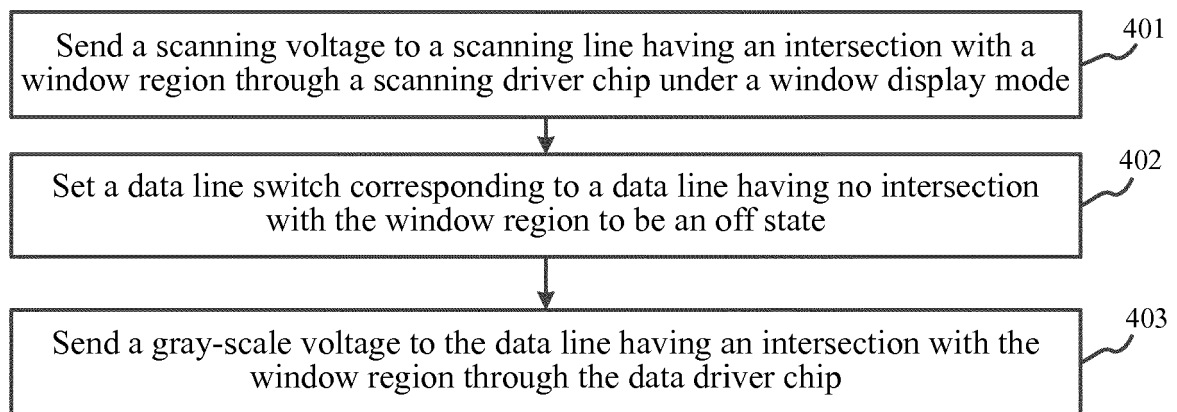 Send a scanning voltage to a scanning line having an intersection with a
window region through a scanning driver chip under a window display mode
401
Set a data line switch corresponding to a data line having no intersection
with the window region to be an off state
402
Send a gray-scale voltage to the data line having an intersection with the
window region through the data driver chip
403